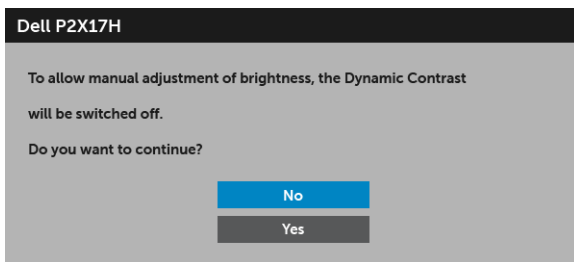 Dell P2X17H
To allow manual adjustment of brightness, the Dynamic Contrast
will be switched off.
Do you want to continue?
No
Yes